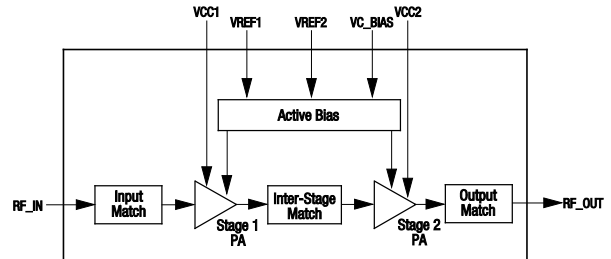 VCC1
VREF1
VREF2
VC_BIAS
VCC2
Active Bias
RF_IN
Input
Match
Stage 1
PA
Inter-Stage
Match
Stage 2
PA
Output
Match
RF_OUT